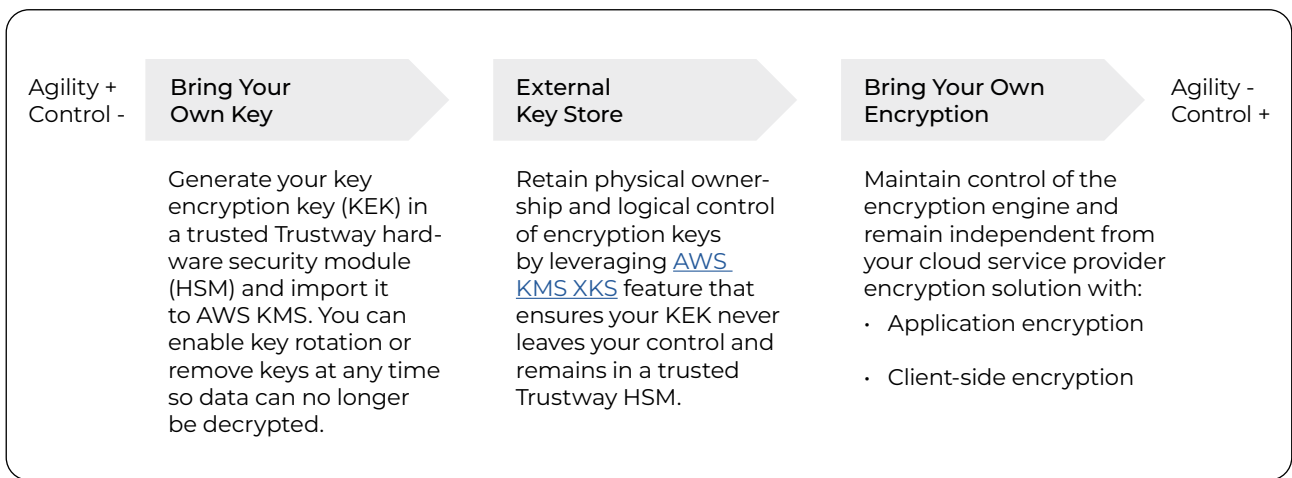 Agility +
Control -
Bring Your
Own Key
Generate your key
encryption key (KEK) in
a trusted Trustway hard-
ware security module
(HSM) and import it
to AWS KMS. You can
enable key rotation or
remove keys at any time
so data can no longer
be decrypted.
External
Key Store
Retain physical owner-
ship and logical control
of encryption keys
by leveraging AWS
KMS XKS feature that
ensures your KEK never
leaves your control and
remains in a trusted
Trustway HSM.
Bring Your Own
Encryption
Maintain control of the
encryption engine and
remain independent from
your cloud service provider
encryption solution with:
• Application encryption
• Client-side encryption
Agility -
Control +